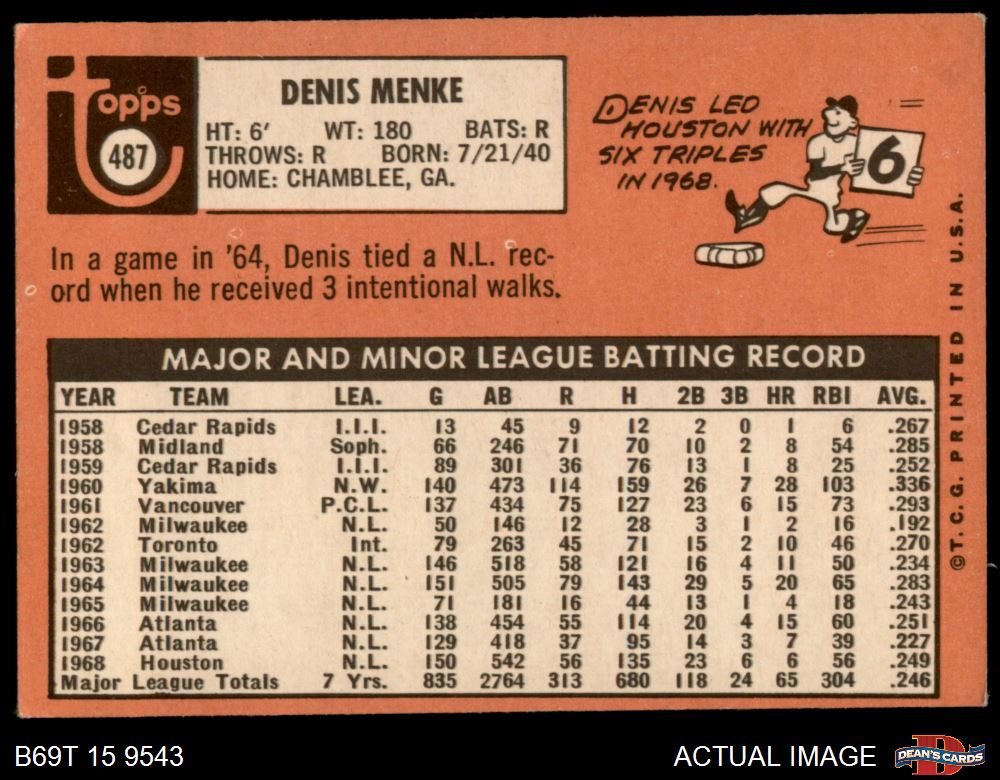 Topps
487
DENIS MENKE
HT: 6' WT: 180 BATS: R
THROWS: R BORN: 7/21/40
HOME: CHAMBLEE, GA.
DENIS LED
HOUSTON WITH
SIX TRIPLES
IN 1968.
6
In a game in '64, Denis tied a N.L. rec-
ord when he received 3 intentional walks.
MAJOR AND MINOR LEAGUE BATTING RECORD
YEAR TEAM LEA. G AB R H 2B 3B HR RBI AVG.
1958 Cedar Rapids I.I.I. 13 45 9 12 2 0 1 6 .267
1958 Midland Soph. 66 246 71 70 10 2 8 54 .285
1959 Cedar Rapids I.I.I. 89 301 36 76 13 1 8 25 .252
1960 Yakima N.W. 140 473 114 159 26 7 28 103 .336
1961 Vancouver P.C.L. 137 434 75 127 23 6 15 73 .293
1962 Milwaukee N.L. 50 146 12 28 3 1 2 16 .192
1962 Toronto Int. 79 263 45 71 15 2 10 46 .270
1963 Milwaukee N.L. 146 518 58 121 16 4 11 50 .234
1964 Milwaukee N.L. 151 505 79 143 29 5 20 65 .283
1965 Milwaukee N.L. 71 181 16 44 13 1 4 18 .243
1966 Atlanta N.L. 138 454 55 114 20 4 15 60 .251
1967 Atlanta N.L. 129 418 37 95 14 3 7 39 .227
1968 Houston N.L. 150 542 56 135 23 6 6 56 .249
Major League Totals 7 Yrs. 835 2764 313 680 118 24 65 304 .246
©T.C.G. PRINTED IN U.S.A.
B69T 15 9543
ACTUAL IMAGE
DEAN'S CARDS